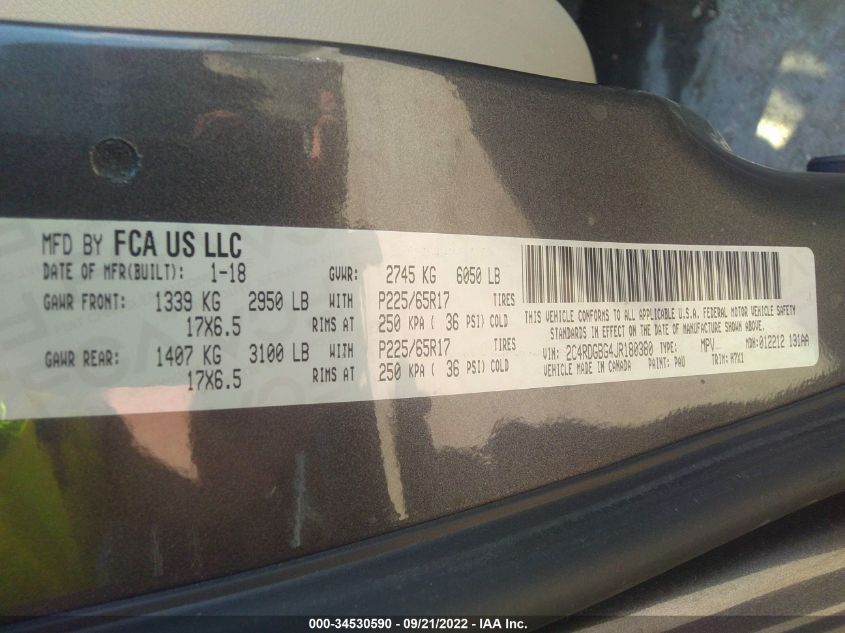 MFD BY FCA US LLC
DATE OF MFR(BUILT): 1-18 GVWR: 2745 KG 6050 LB
GAWR FRONT: 1339 KG 2950 LB WITH P225/65R17 TIRES
17X6.5 RIMS AT 250 KPA ( 36 PSI) COLD
GAWR REAR: 1407 KG 3100 LB WITH P225/65R17 TIRES
17X6.5 RIMS AT 250 KPA ( 36 PSI) COLD
THIS VEHICLE CONFORMS TO ALL APPLICABLE U.S.A. FEDERAL MOTOR VEHICLE SAFETY
STANDARDS IN EFFECT ON THE DATE OF MANUFACTURE SHOWN ABOVE.
VIN: 2C4RDGBG4JR180380 TYPE: MPV MDH: 012212 131AA
VEHICLE MADE IN CANADA PAINT: PAU TRIM:
000-34530590 - 09/21/2022 - IAA Inc.